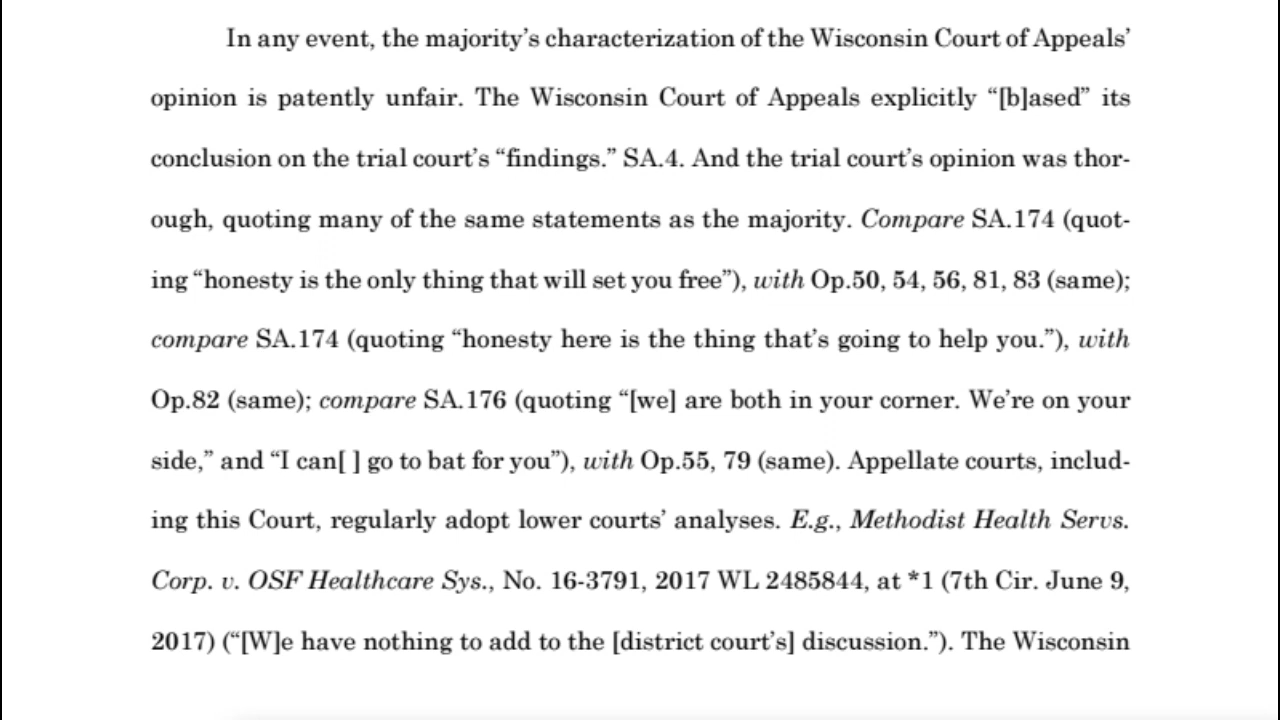 In any event, the majority’s characterization of the Wisconsin Court of Appeals’
opinion is patently unfair. The Wisconsin Court of Appeals explicitly “[b]ased” its
conclusion on the trial court’s “findings.” SA.4. And the trial court’s opinion was thor-
ough, quoting many of the same statements as the majority. Compare SA.174 (quot-
ing “honesty is the only thing that will set you free”), with Op.50, 54, 56, 81, 83 (same);
compare SA.174 (quoting “honesty here is the thing that’s going to help you.”), with
Op.82 (same); compare SA.176 (quoting “[we] are both in your corner. We’re on your
side,” and “I can[ ] go to bat for you”), with Op.55, 79 (same). Appellate courts, includ-
ing this Court, regularly adopt lower courts’ analyses. E.g., Methodist Health Servs.
Corp. v. OSF Healthcare Sys., No. 16-3791, 2017 WL 2485844, at *1 (7th Cir. June 9,
2017) (“[W]e have nothing to add to the [district court’s] discussion.”). The Wisconsin